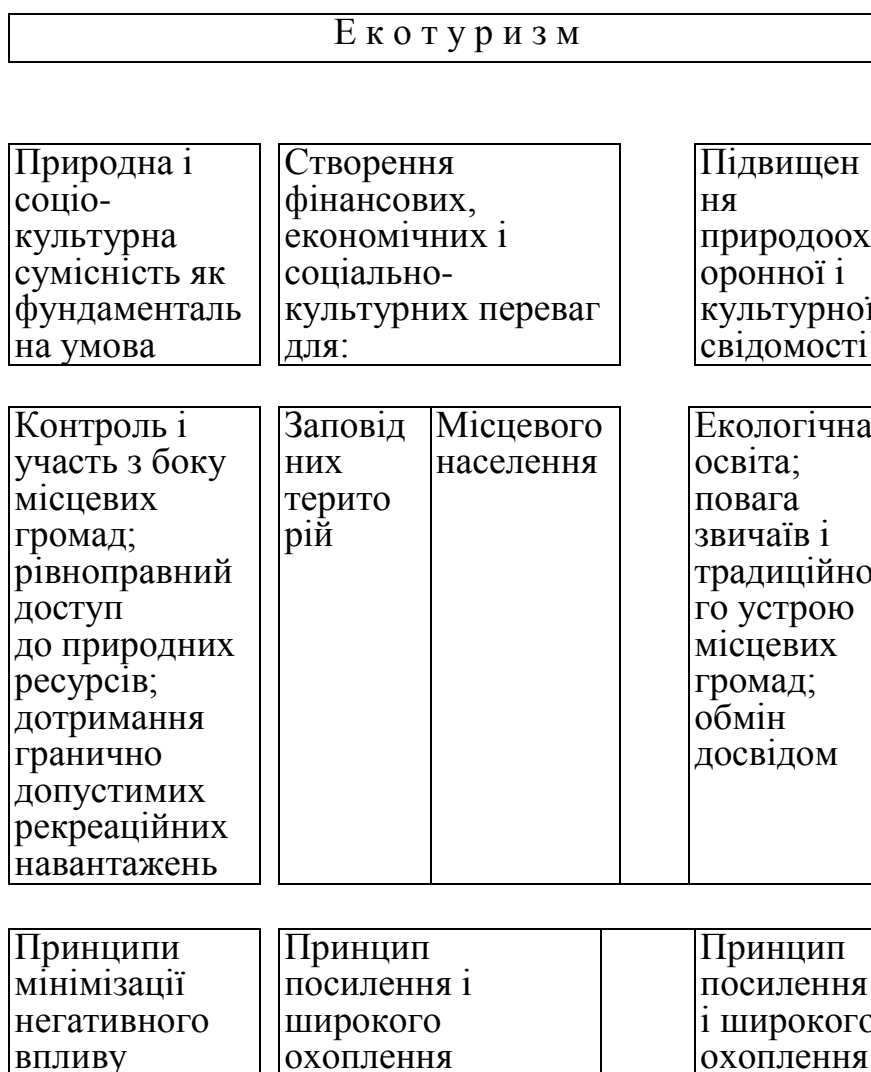 Е к о т у р и з м
Природна і
соціо-
культурна
сумісність як
фундаменталь
на умова
Створення
фінансових,
економічних і
соціально-
культурних переваг
для:
Підвищен
ня
природоох
оронної і
культурної
свідомості
Контроль і
участь з боку
місцевих
громад;
рівноправний
доступ
до природних
ресурсів;
дотримання
гранично
допустимих
рекреаційних
навантажень
Заповід
них
терито
рій
Місцевого
населення
Екологічна
освіта;
повага
звичаїв і
традиційно
го устрою
місцевих
громад;
обмін
досвідом
Принципи
мінімізації
негативного
впливу
Принцип
посилення і
широкого
охоплення
Принцип
посилення
і широкого
охоплення